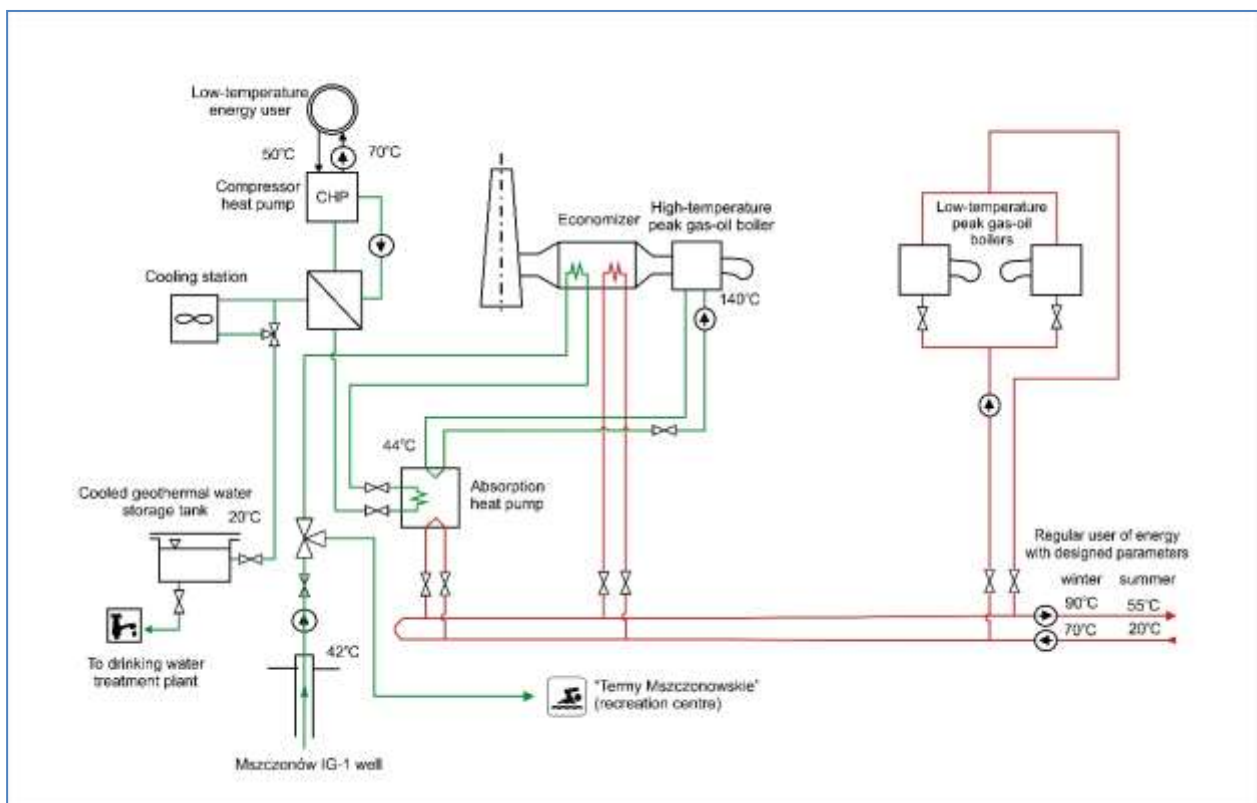 Low-temperature
energy user
50°C
70°C
Compressor
heat pump
CHP
Cooling station
Economizer
High-temperature
peak gas-oil boiler
140°C
Low-temperature
peak gas-oil
boilers
44°C
Absorption
heat pump
Cooled geothermal water
storage tank
20°C
To drinking water
treatment plant
42°C
Mszczonów IG-1 well
"Termy Mszczonowskie"
(recreation centre)
Regular user of energy
with designed parameters
winter summer
90°C 55°C
70°C 20°C